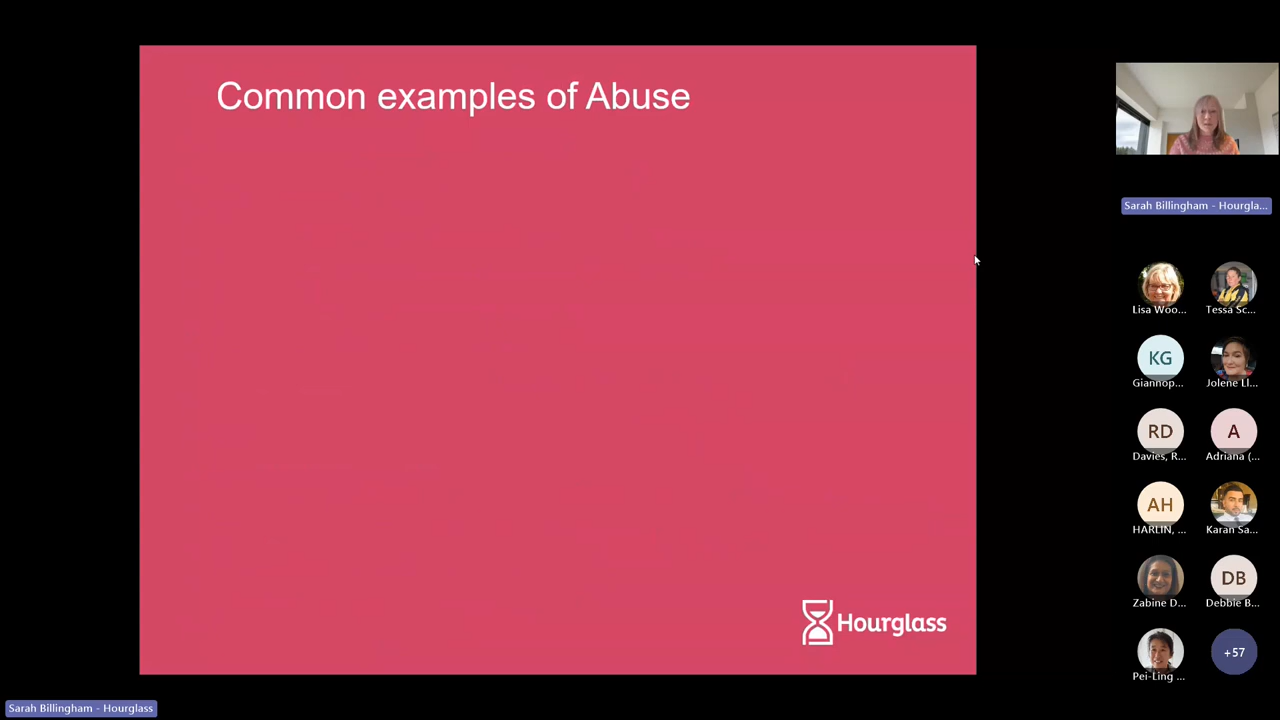 Common examples of Abuse
Hourglass
Sarah Billingham - Hourgla...
Lisa Woo...
Tessa Sc...
KG
Giannop...
Jolene Ll...
RD
Davies, R...
A
Adriana (...
AH
HARLIN, ...
Karan Sa...
Zabine D...
DB
Debbie B...
Pei-Ling ...
+57
Sarah Billingham - Hourglass